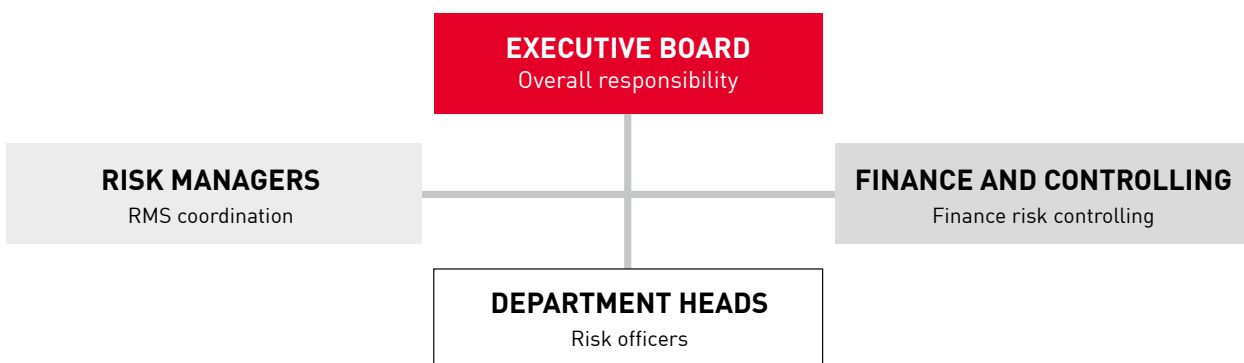 EXECUTIVE BOARD
Overall responsibility
RISK MANAGERS
RMS coordination
FINANCE AND CONTROLLING
Finance risk controlling
DEPARTMENT HEADS
Risk officers